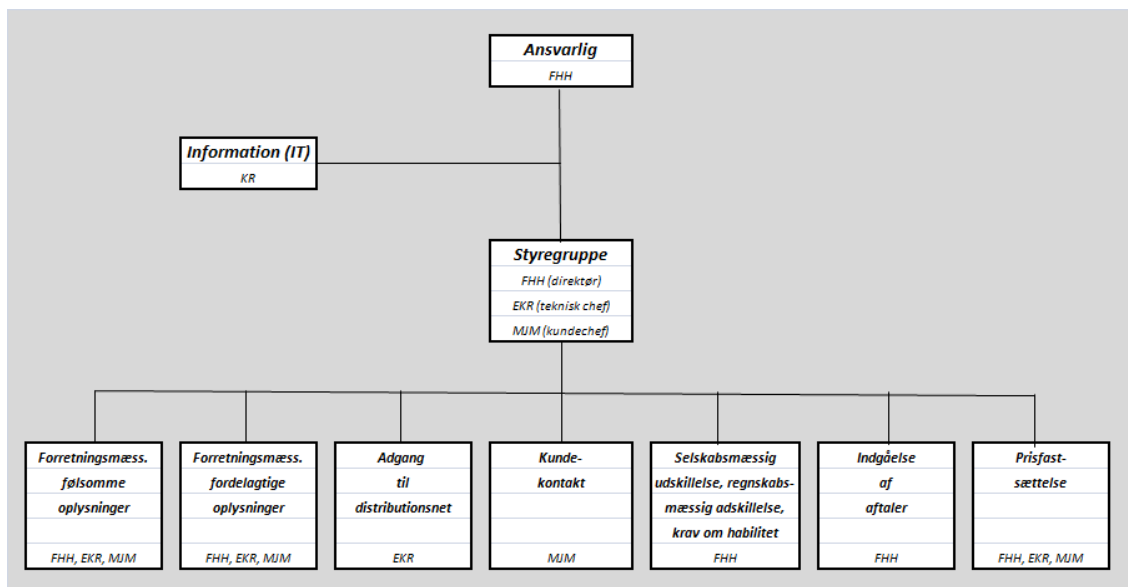 Ansvarlig
FHH
Information (IT)
KR
Styregruppe
FHH (direktør)
EKR (teknisk chef)
MJM (kundechef)
Forretningsmæss.
følsomme
oplysninger
FHH, EKR, MJM
Forretningsmæss.
fordelagtige
oplysninger
FHH, EKR, MJM
Adgang
til
distributionsnet
EKR
Kunde-
kontakt
MJM
Selskabsmæssig
udskillelse, regnskabs-
mæssig adskillelse,
krav om habilitet
FHH
Indgåelse
af
aftaler
FHH
Prisfast-
sættelse
FHH, EKR, MJM